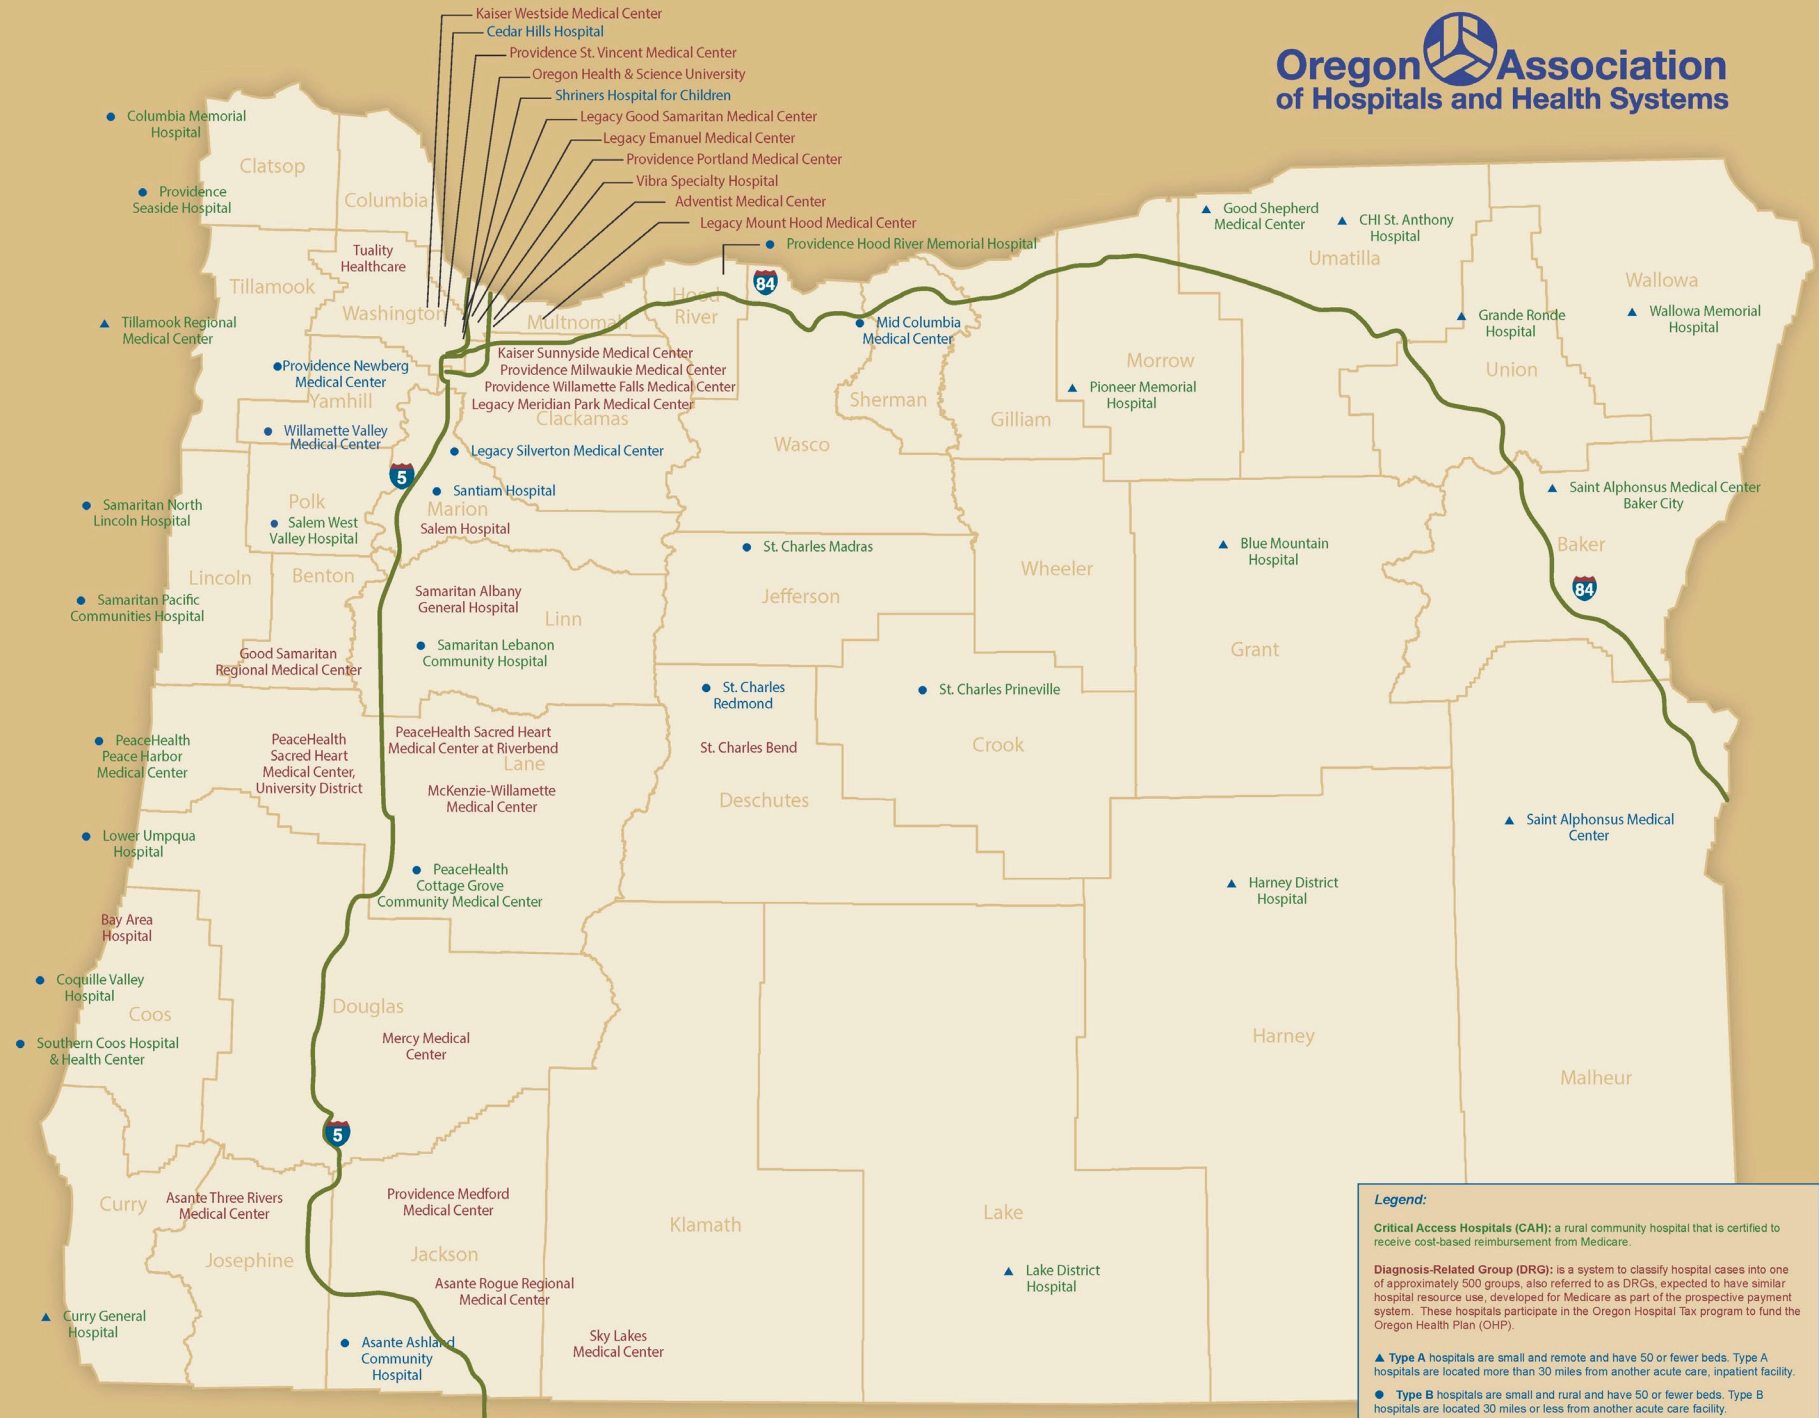 Kaiser Westside Medical Center
Cedar Hills Hospital
Providence St. Vincent Medical Center
Oregon Health & Science University
Shriners Hospital for Children
Legacy Good Samaritan Medical Center
Legacy Emanuel Medical Center
Providence Portland Medical Center
Vibra Specialty Hospital
Adventist Medical Center
Legacy Mount Hood Medical Center
Providence Hood River Memorial Hospital
Oregon Association
of Hospitals and Health Systems
Columbia Memorial
Hospital
Clatsop
Providence
Seaside Hospital
Columbia
Tuality
Healthcare
Tillamook
Washington
Tillamook Regional
Medical Center
Multnomah
Hood
River
84
Mid Columbia
Medical Center
Good Shepherd
Medical Center
CHI St. Anthony
Hospital
Umatilla
Wallowa
Grande Ronde
Hospital
Wallowa Memorial
Hospital
Union
Morrow
Pioneer Memorial
Hospital
Gilliam
Sherman
Wasco
Providence Newberg
Medical Center
Yamhill
Kaiser Sunnyside Medical Center
Providence Milwaukie Medical Center
Providence Willamette Falls Medical Center
Legacy Meridian Park Medical Center
Clackamas
Willamette Valley
Medical Center
Legacy Silverton Medical Center
5
Santiam Hospital
Marion
Salem Hospital
Polk
Salem West
Valley Hospital
Samaritan North
Lincoln Hospital
Lincoln
Benton
Samaritan Pacific
Communities Hospital
Samaritan Albany
General Hospital
Linn
Samaritan Lebanon
Community Hospital
Good Samaritan
Regional Medical Center
St. Charles Madras
Jefferson
Wheeler
Blue Mountain
Hospital
Grant
Saint Alphonsus Medical Center
Baker City
Baker
84
St. Charles
Redmond
St. Charles Bend
Deschutes
St. Charles Prineville
Crook
PeaceHealth
Peace Harbor
Medical Center
PeaceHealth
Sacred Heart
Medical Center,
University District
PeaceHealth Sacred Heart
Medical Center at Riverbend
Lane
McKenzie-Willamette
Medical Center
Lower Umpqua
Hospital
PeaceHealth
Cottage Grove
Community Medical Center
Saint Alphonsus Medical
Center
Harney District
Hospital
Bay Area
Hospital
Coquille Valley
Hospital
Coos
Southern Coos Hospital
& Health Center
Douglas
Mercy Medical
Center
Harney
Malheur
5
Curry
Asante Three Rivers
Medical Center
Josephine
Providence Medford
Medical Center
Jackson
Asante Rogue Regional
Medical Center
Klamath
Lake
Lake District
Hospital
Curry General
Hospital
Asante Ashland
Community
Hospital
Sky Lakes
Medical Center
Legend:
Critical Access Hospitals (CAH): a rural community hospital that is certified to
receive cost-based reimbursement from Medicare.
Diagnosis-Related Group (DRG): is a system to classify hospital cases into one
of approximately 500 groups, also referred to as DRGs, expected to have similar
hospital resource use, developed for Medicare as part of the prospective payment
system. These hospitals participate in the Oregon Hospital Tax program to fund the
Oregon Health Plan (OHP).
Type A hospitals are small and remote and have 50 or fewer beds. Type A
hospitals are located more than 30 miles from another acute care, inpatient facility.
Type B hospitals are small and rural and have 50 or fewer beds. Type B
hospitals are located 30 miles or less from another acute care facility.